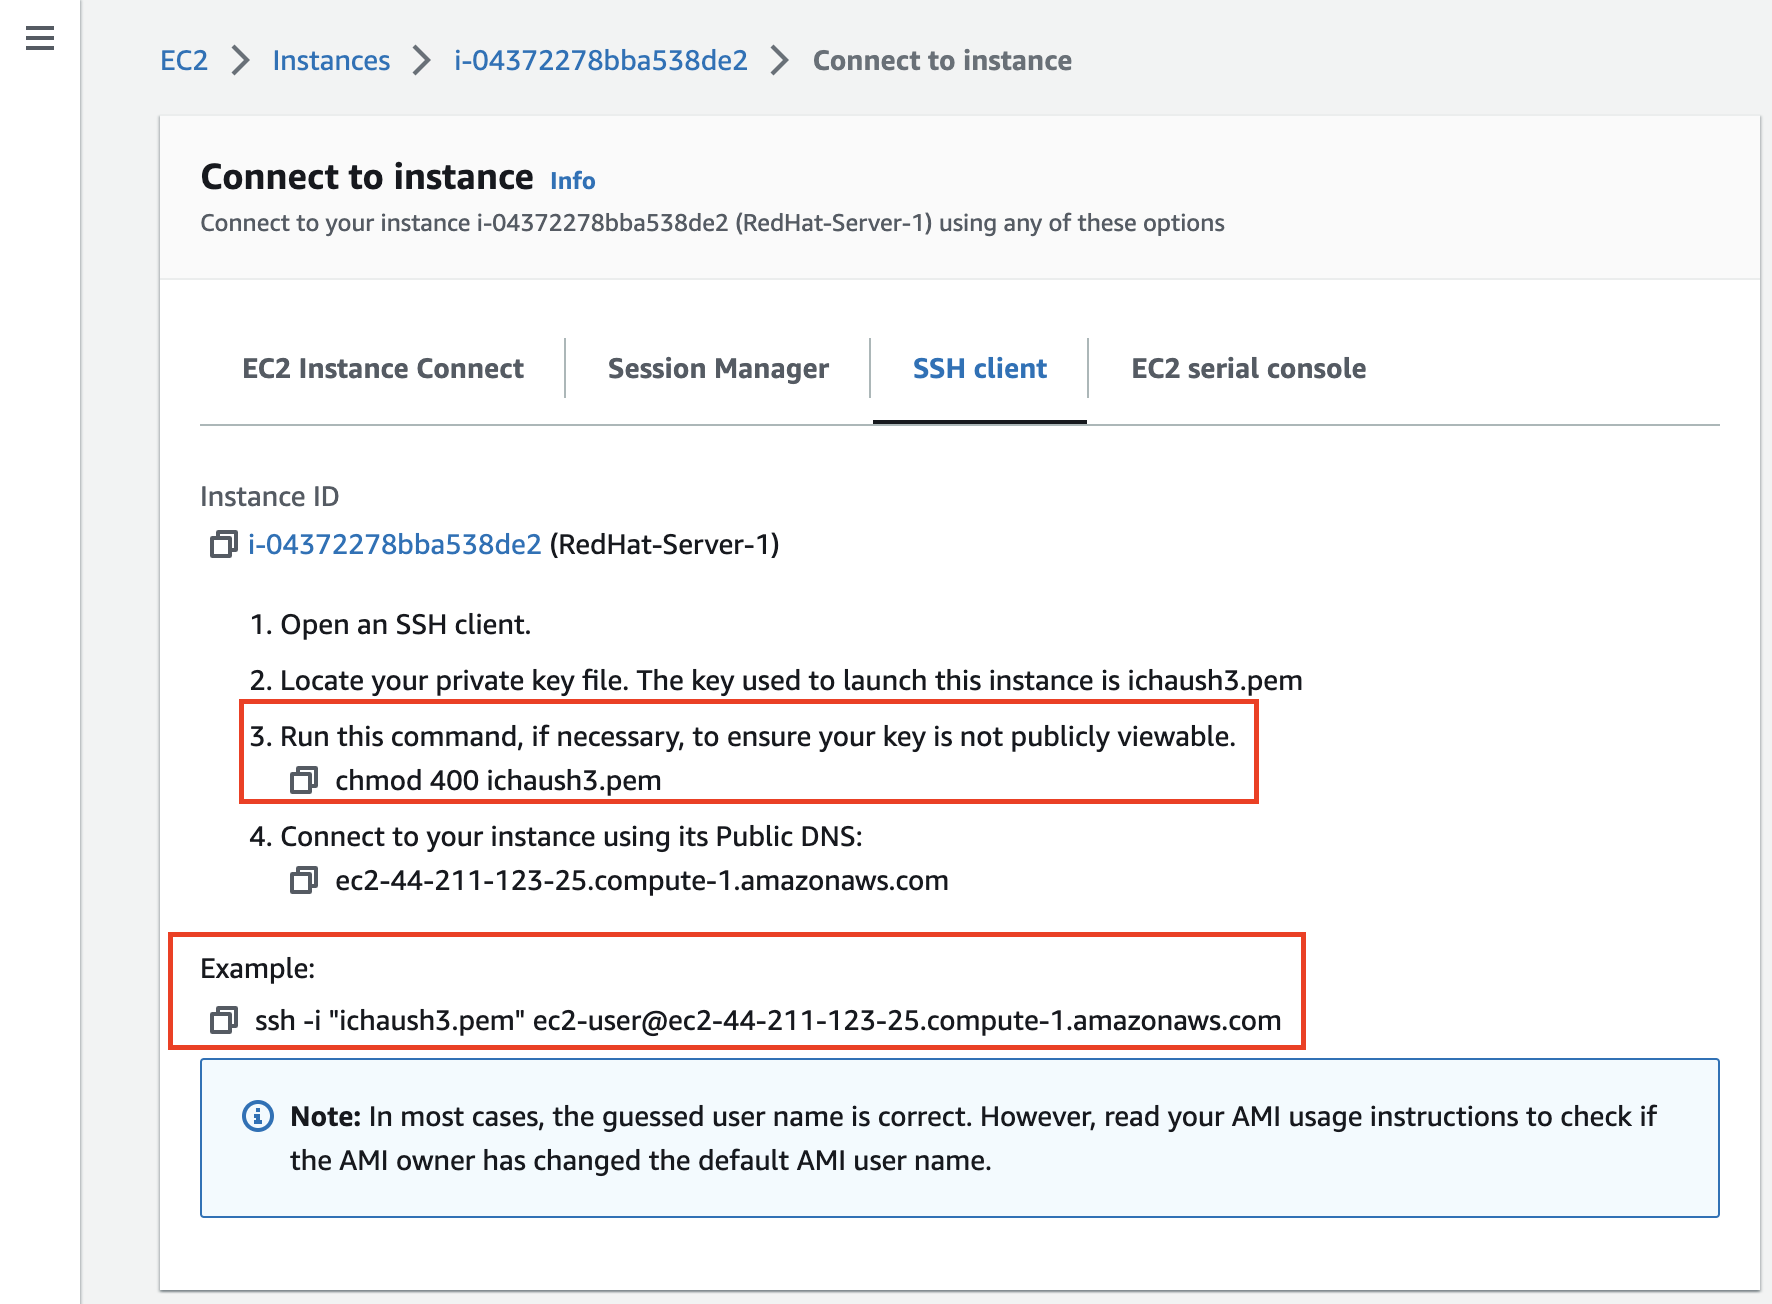 EC2 > Instances > i-04372278bba538de2 > Connect to instance
Connect to instance Info
Connect to your instance i-04372278bba538de2 (RedHat-Server-1) using any of these options
EC2 Instance Connect
Session Manager
SSH client
EC2 serial console
Instance ID
i-04372278bba538de2 (RedHat-Server-1)
1. Open an SSH client.
2. Locate your private key file. The key used to launch this instance is ichaush3.pem
3. Run this command, if necessary, to ensure your key is not publicly viewable.
chmod 400 ichaush3.pem
4. Connect to your instance using its Public DNS:
ec2-44-211-123-25.compute-1.amazonaws.com
Example:
ssh -i "ichaush3.pem" ec2-user@ec2-44-211-123-25.compute-1.amazonaws.com
Note: In most cases, the guessed user name is correct. However, read your AMI usage instructions to check if
the AMI owner has changed the default AMI user name.